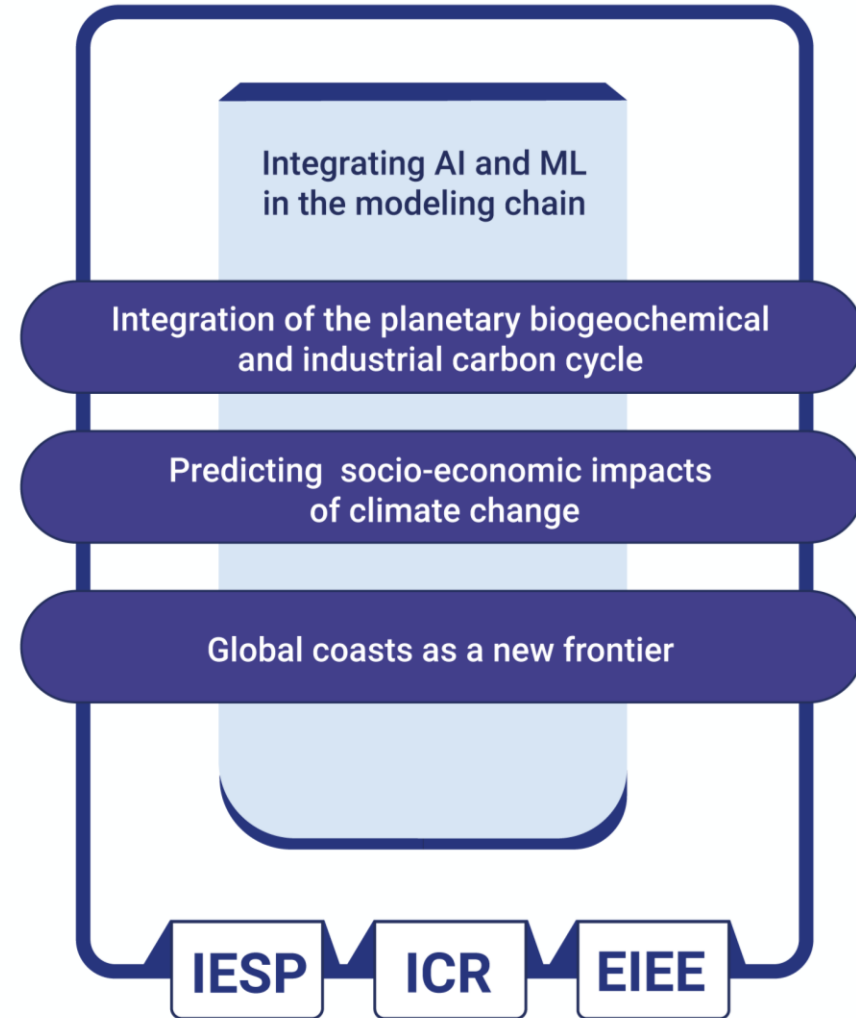 Integrating AI and ML
in the modeling chain
Integration of the planetary biogeochemical
and industrial carbon cycle
Predicting socio-economic impacts
of climate change
Global coasts as a new frontier
IESP ICR EIEE